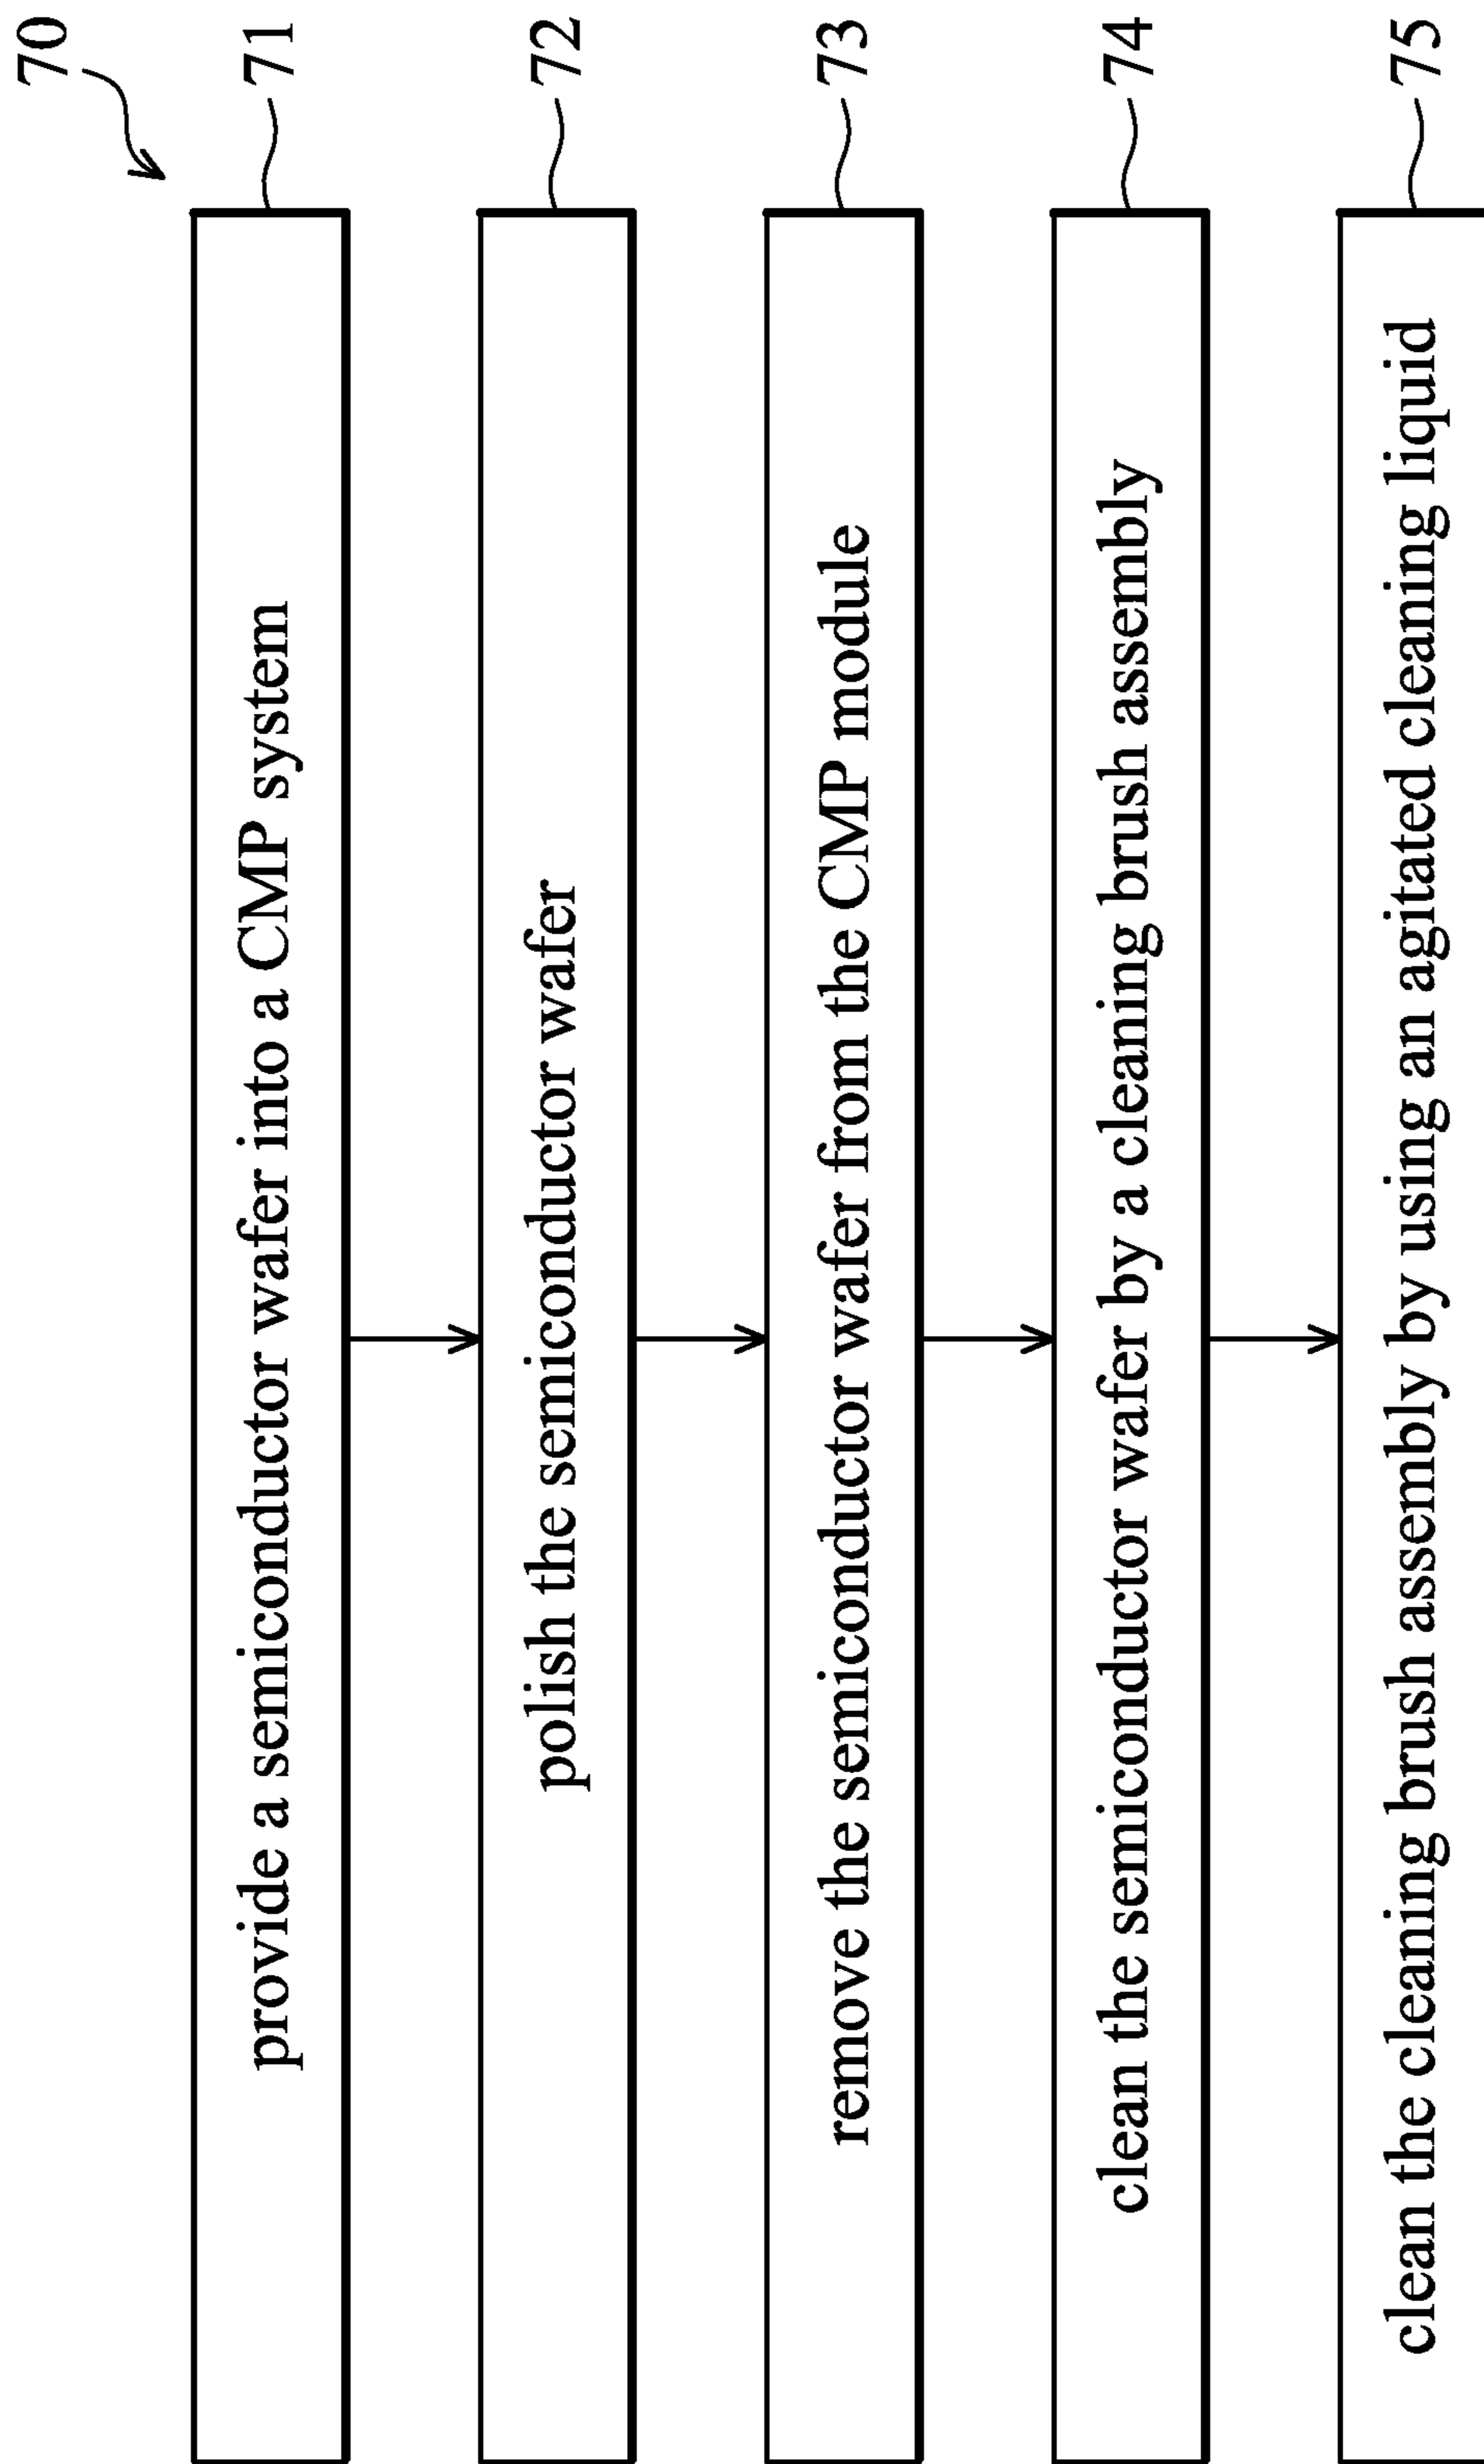 70
provide a semiconductor wafer into a CMP system
71
polish the semiconductor wafer
72
remove the semiconductor wafer from the CMP module
73
clean the semiconductor wafer by a cleaning brush assembly
74
clean the cleaning brush assembly by using an agitated cleaning liquid
75